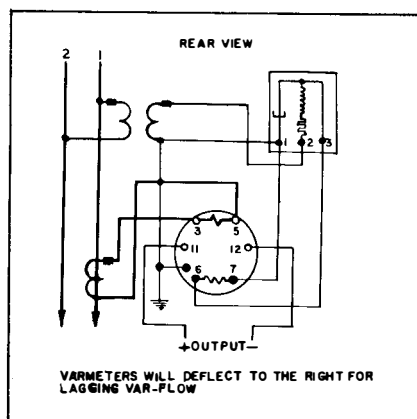 REAR VIEW
2 1
1 2 3
3 5
11 12
6 7
+OUTPUT-
VARMETERS WILL DEFLECT TO THE RIGHT FOR
LAGGING VAR-FLOW